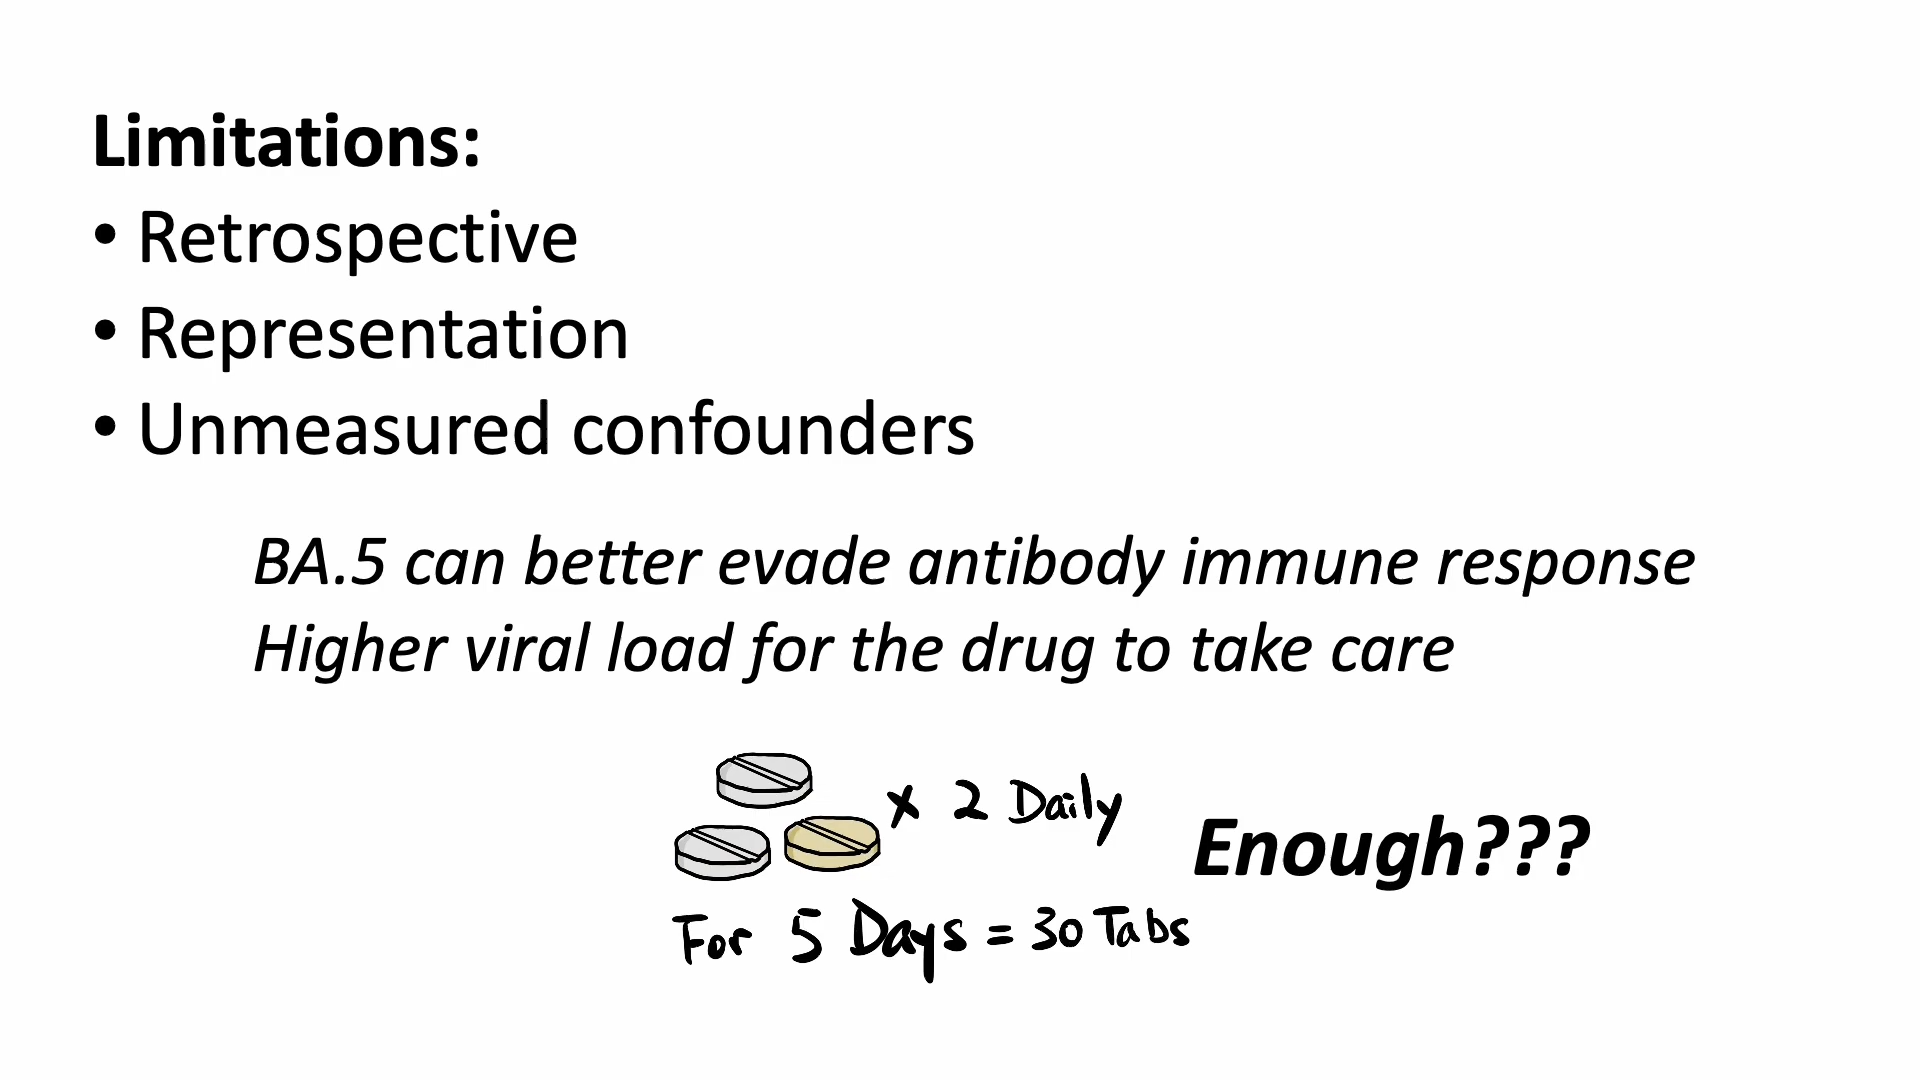 Limitations:
• Retrospective
• Representation
• Unmeasured confounders
BA.5 can better evade antibody immune response
Higher viral load for the drug to take care
x 2 Daily
Enough???
For 5 Days = 30 Tabs